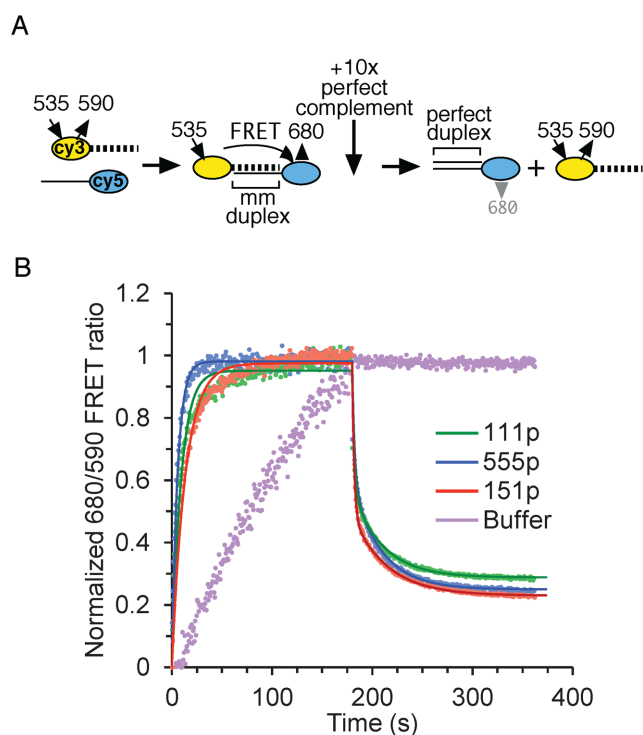 A
+10x
perfect
complement
535 590
cy3
cy5
535 FRET 680
mm
duplex
perfect
duplex
680
+
535 590
B
Normalized 680/590 FRET ratio
1.2
1
0.8
0.6
0.4
0.2
0
111p
555p
151p
Buffer
0 100 200 300 400
Time (s)